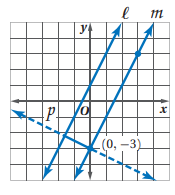 ℓ m
y
p O x
(0, −3)